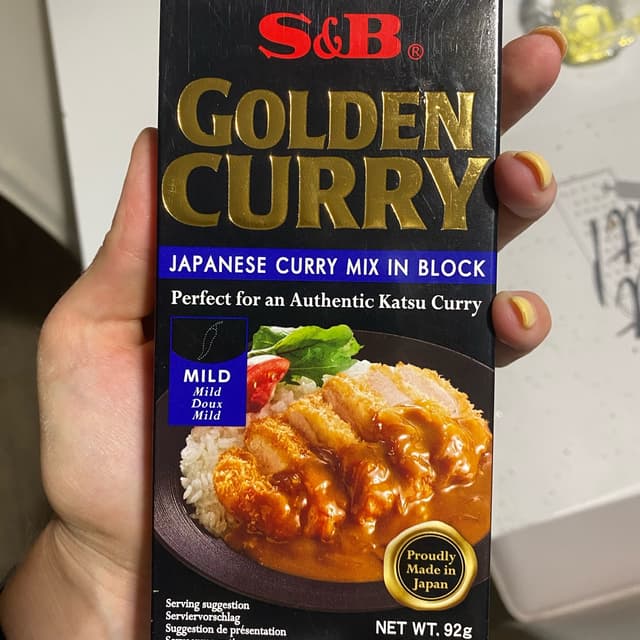 S&B®
GOLDEN
CURRY
JAPANESE CURRY MIX IN BLOCK
Perfect for an Authentic Katsu Curry
MILD
Mild
Doux
Mild
Proudly
Made in
Japan
Serving suggestion
Serviervorschlag
Suggestion de présentation
NET WT. 92g